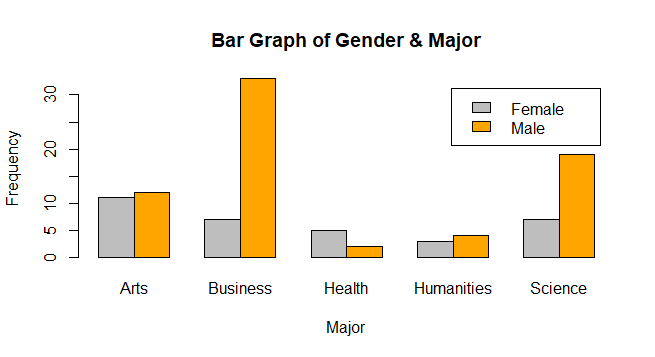 Bar Graph of Gender & Major
Female
Male
Frequency
30
20
10
5
0
Arts Business Health Humanities Science
Major